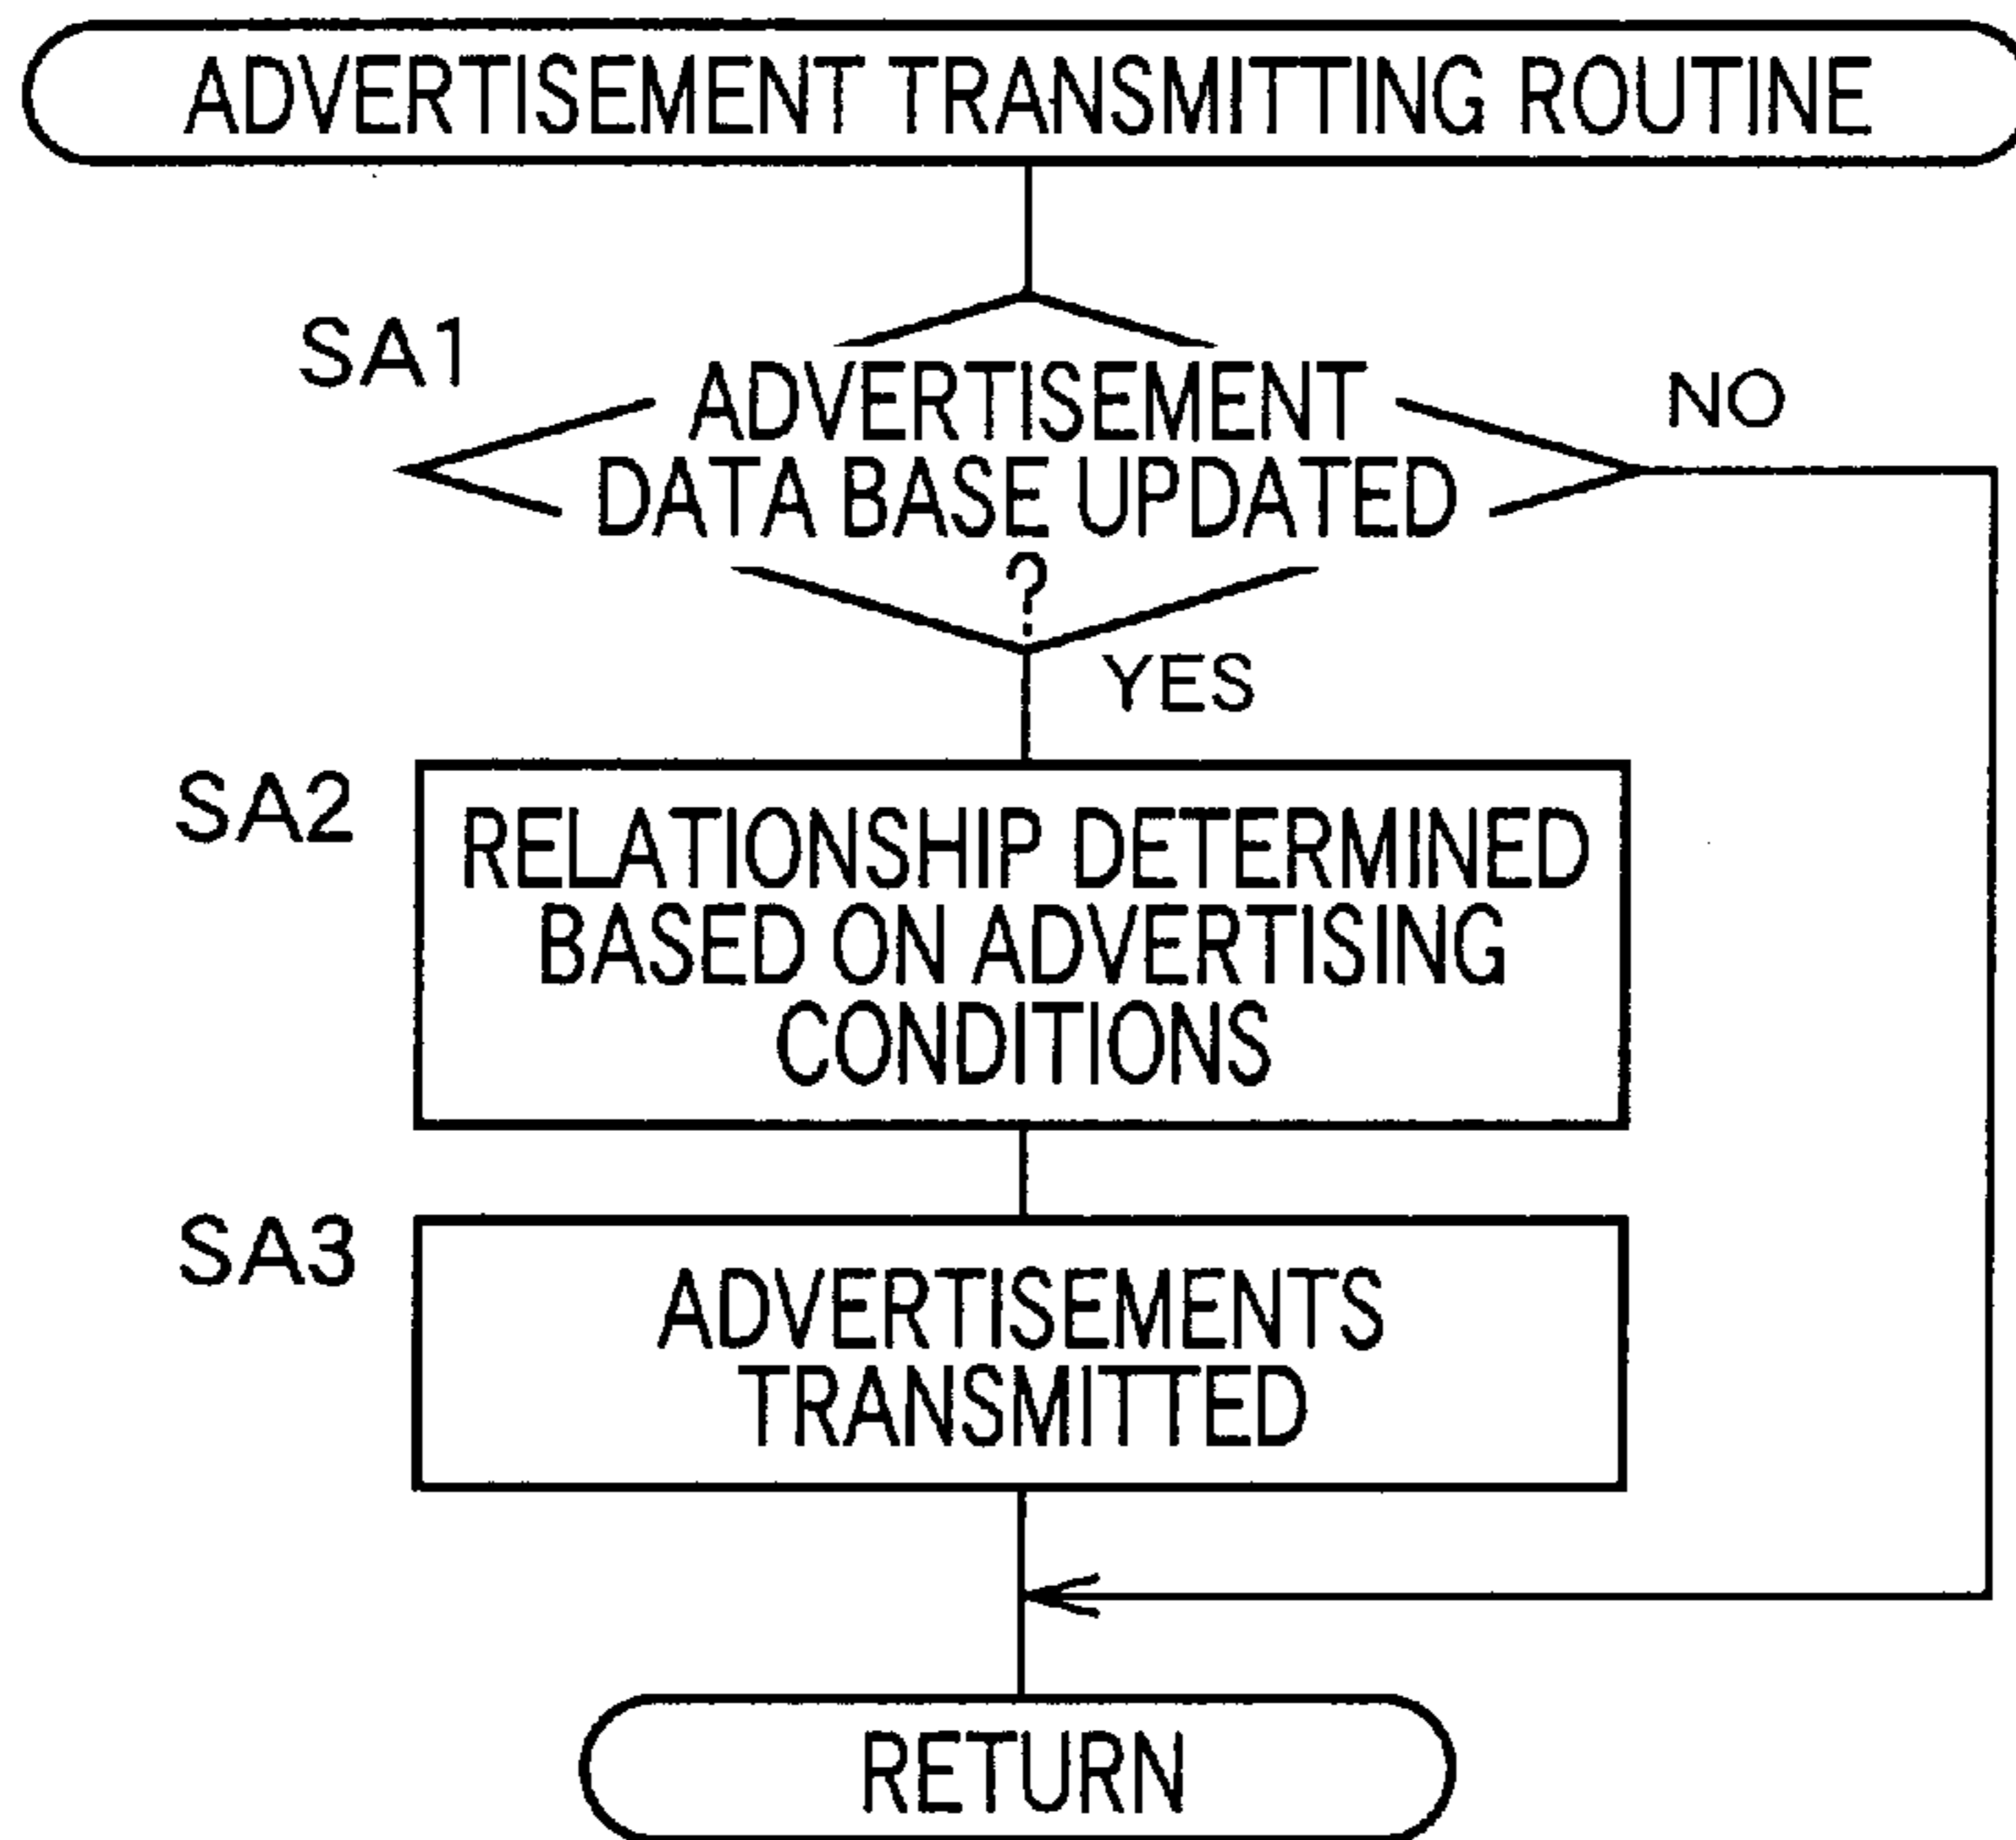 ADVERTISEMENT TRANSMITTING ROUTINE
SA1
ADVERTISEMENT
DATA BASE UPDATED
?
NO
YES
SA2
RELATIONSHIP DETERMINED
BASED ON ADVERTISING
CONDITIONS
SA3
ADVERTISEMENTS
TRANSMITTED
RETURN